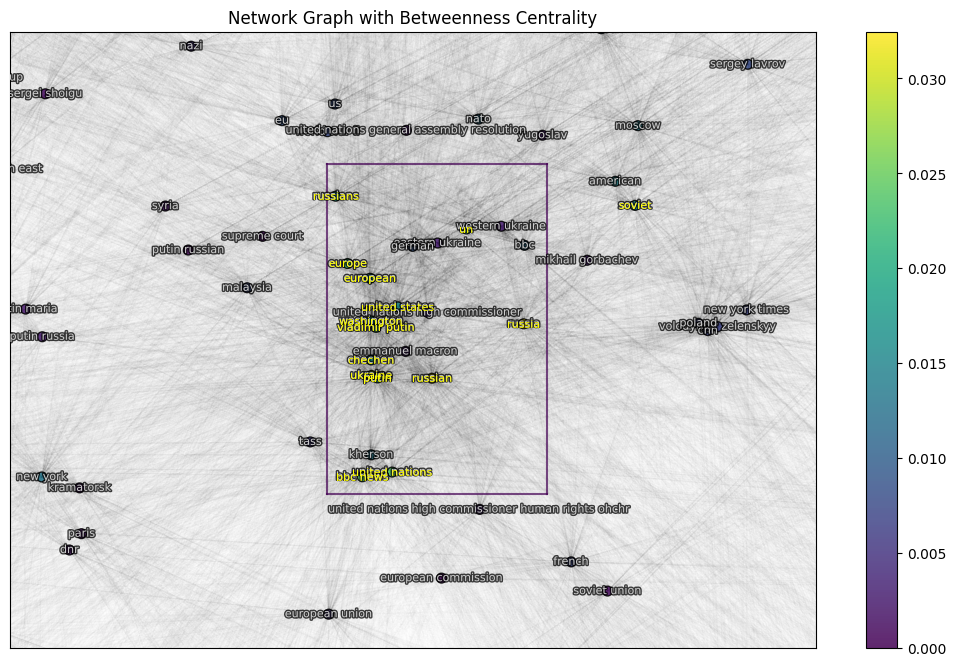 Network Graph with Betweenness Centrality
nazi
sergey lavrov
up
sergei shoigu
us
eu
nato
united nations general assembly resolution
yugoslav
moscow
n east
american
russians
syria
soviet
western ukraine
un
supreme court
eastern ukraine
german
bbc
putin russian
mikhail gorbachev
europe
european
malaysia
united states
united nations high commissioner
tin maria
new york times
washington
vladimir putin
russia
poland
cnn
putin russia
emmanuel macron
chechen
ukraine
putin
russian
tass
kherson
united nations
bbc news
new york
kramatorsk
united nations high commissioner human rights ohchr
paris
dnr
french
european commission
soviet union
european union
0.030
0.025
0.020
0.015
0.010
0.005
0.000